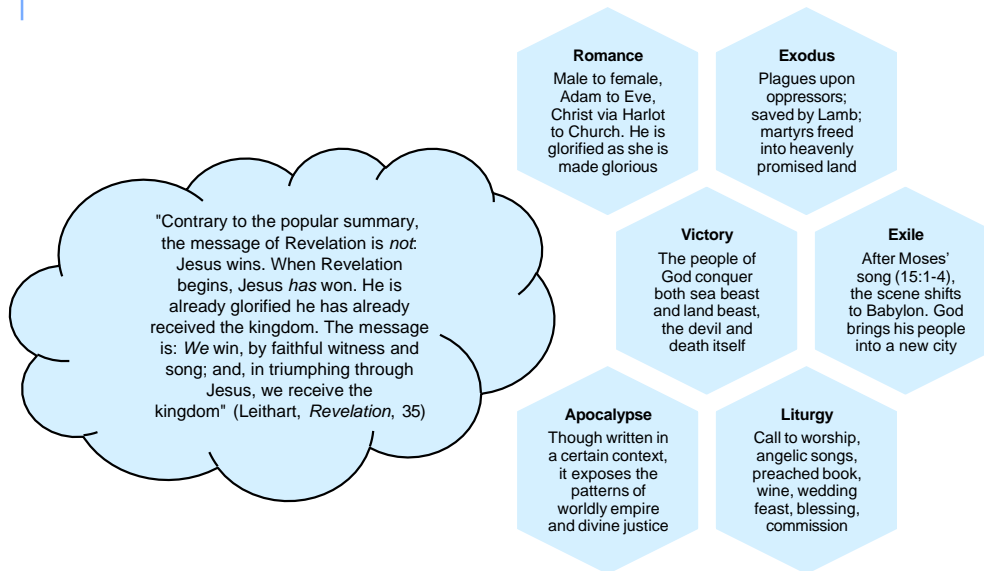 "Contrary to the popular summary,
the message of Revelation is not:
Jesus wins. When Revelation
begins, Jesus has won. He is
already glorified he has already
received the kingdom. The message
is: We win, by faithful witness and
song; and, in triumphing through
Jesus, we receive the
kingdom" (Leithart, Revelation, 35)
Romance
Male to female,
Adam to Eve,
Christ via Harlot
to Church. He is
glorified as she is
made glorious
Exodus
Plagues upon
oppressors;
saved by Lamb;
martyrs freed
into heavenly
promised land
Victory
The people of
God conquer
both sea beast
and land beast,
the devil and
death itself
Exile
After Moses'
song (15:1-4),
the scene shifts
to Babylon. God
brings his people
into a new city
Apocalypse
Though written in
a certain context,
it exposes the
patterns of
worldly empire
and divine justice
Liturgy
Call to worship,
angelic songs,
preached book,
wine, wedding
feast, blessing,
commission